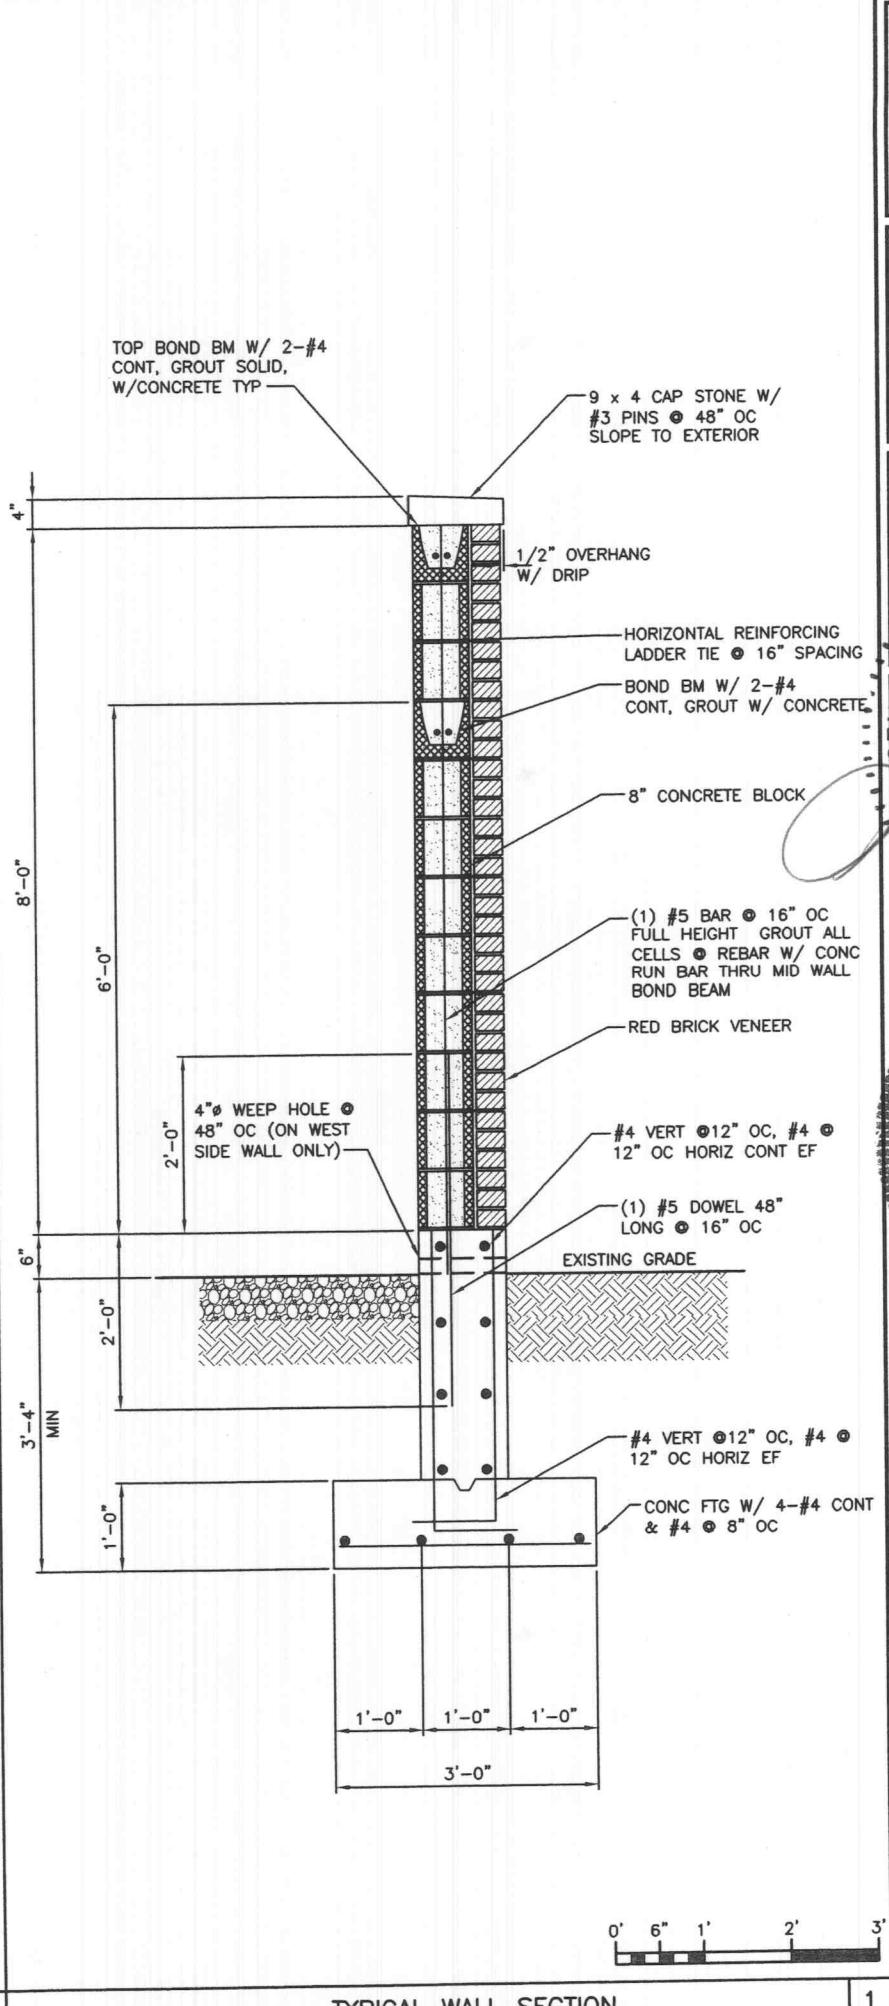 TOP BOND BM W/ 2-#4
CONT, GROUT SOLID,
W/CONCRETE TYP
9 x 4 CAP STONE W/
#3 PINS @ 48" OC
SLOPE TO EXTERIOR
4"
1/2" OVERHANG
W/ DRIP
HORIZONTAL REINFORCING
LADDER TIE @ 16" SPACING
BOND BM W/ 2-#4
CONT, GROUT W/ CONCRETE
8" CONCRETE BLOCK
8'-0"
6'-0"
(1) #5 BAR @ 16" OC
FULL HEIGHT GROUT ALL
CELLS @ REBAR W/ CONC
RUN BAR THRU MID WALL
BOND BEAM
RED BRICK VENEER
2'-0"
4"ø WEEP HOLE @
48" OC (ON WEST
SIDE WALL ONLY)
#4 VERT @12" OC, #4 @
12" OC HORIZ CONT EF
(1) #5 DOWEL 48"
LONG @ 16" OC
6"
EXISTING GRADE
2'-0"
3'-4"
MIN
#4 VERT @12" OC, #4 @
12" OC HORIZ EF
1'-0"
CONC FTG W/ 4-#4 CONT
& #4 @ 8" OC
1'-0" 1'-0" 1'-0"
3'-0"
0' 6" 1' 2' 3'
TYPICAL WALL SECTION
1